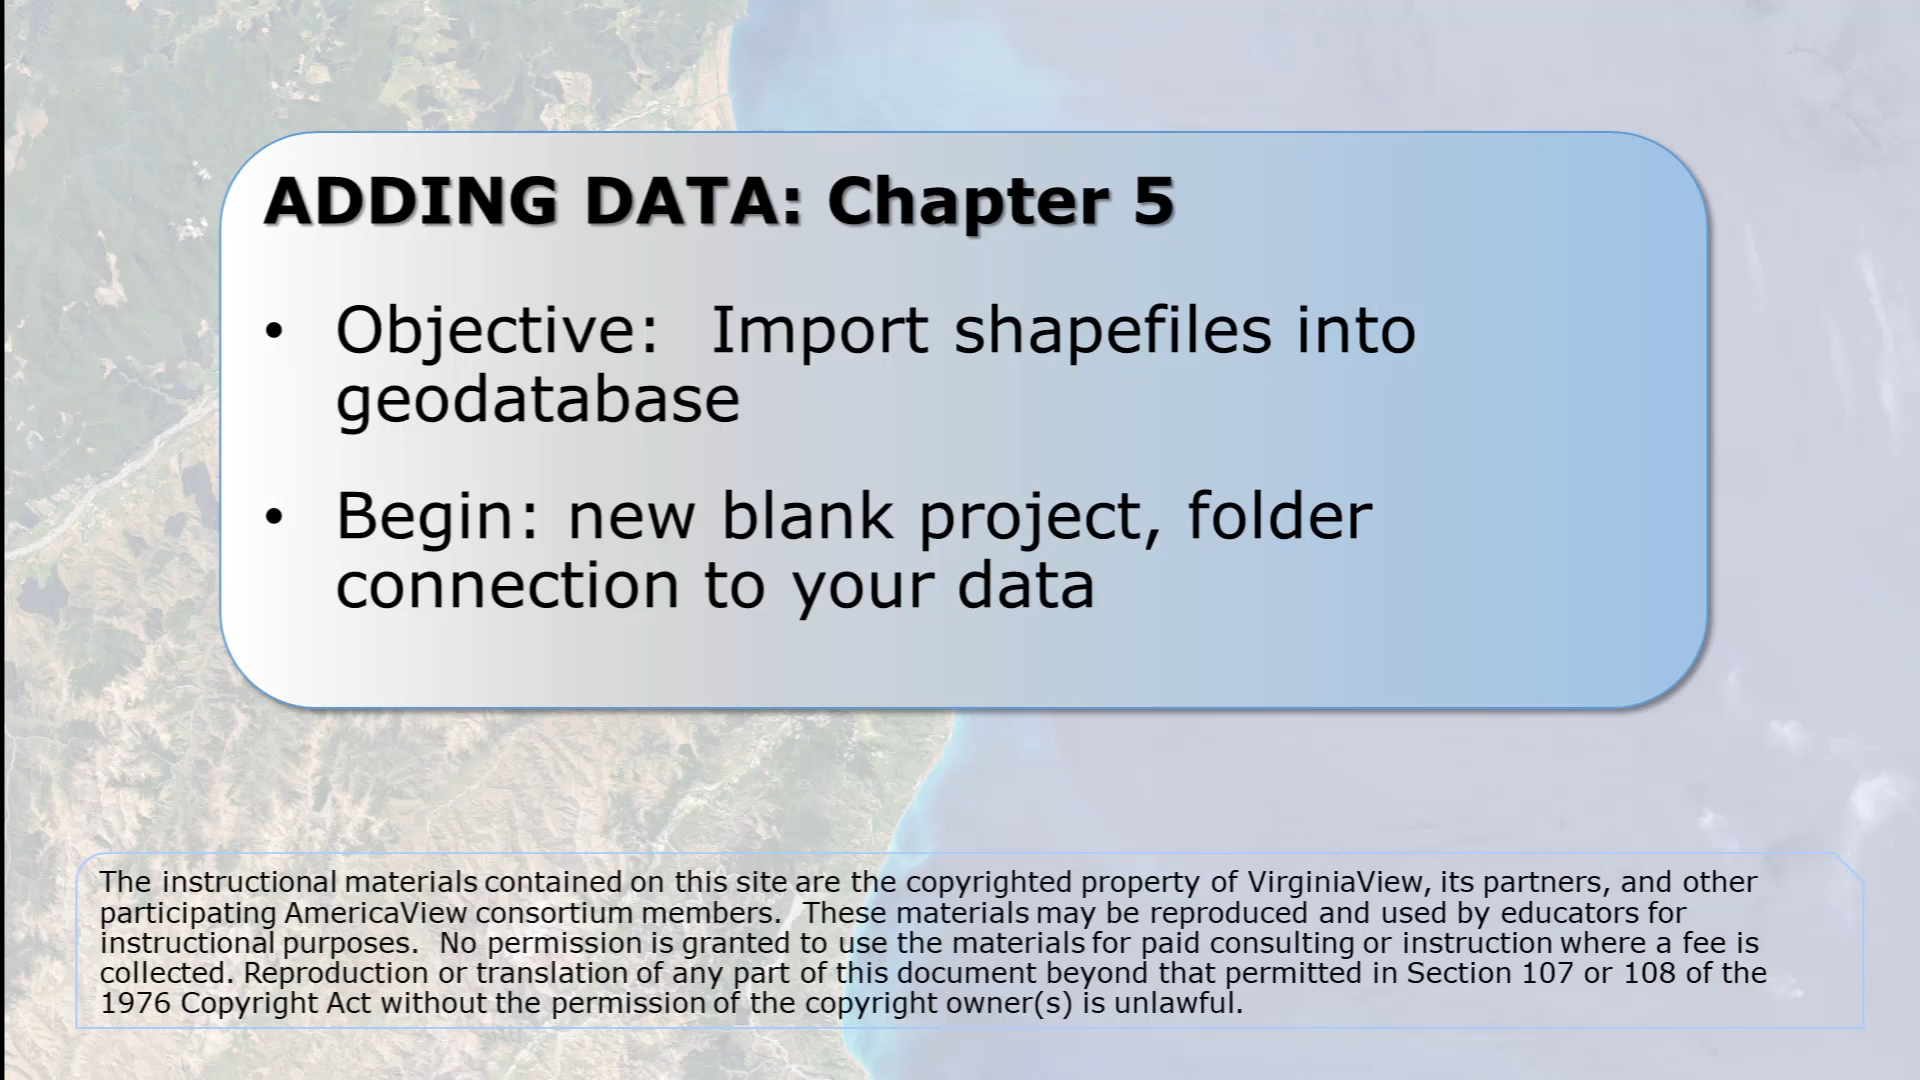 ADDING DATA: Chapter 5
• Objective:  Import shapefiles into
geodatabase
• Begin: new blank project, folder
connection to your data
The instructional materials contained on this site are the copyrighted property of VirginiaView, its partners, and other
participating AmericaView consortium members.  These materials may be reproduced and used by educators for
instructional purposes.  No permission is granted to use the materials for paid consulting or instruction where a fee is
collected. Reproduction or translation of any part of this document beyond that permitted in Section 107 or 108 of the
1976 Copyright Act without the permission of the copyright owner(s) is unlawful.